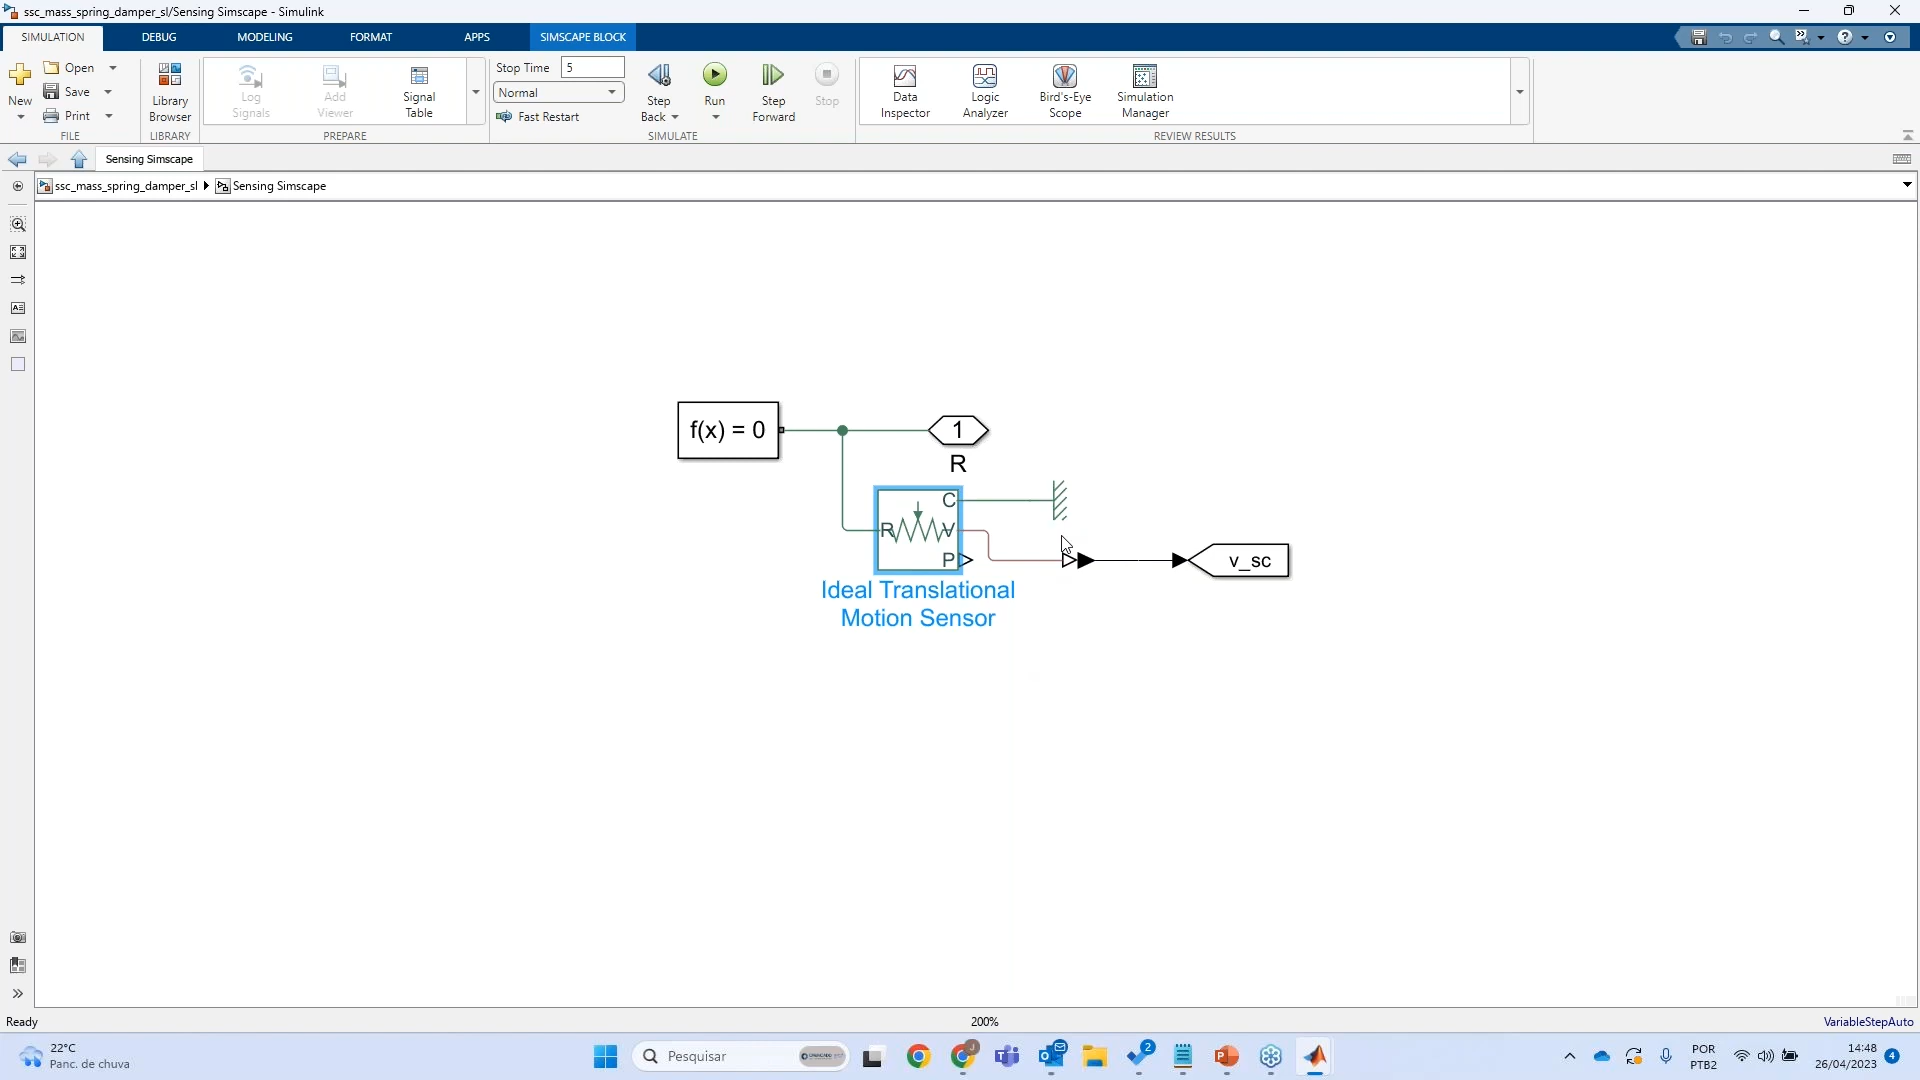 ssc_mass_spring_damper_sl/Sensing Simscape - Simulink
SIMULATION
DEBUG
MODELING
FORMAT
APPS
SIMSCAPE BLOCK
New
Open
Save
Print
FILE
Library
Browser
LIBRARY
Log
Signals
Add
Viewer
Signal
Table
PREPARE
Stop Time 5
Normal
Fast Restart
Step
Back
Run
Step
Forward
Stop
SIMULATE
Data
Inspector
Logic
Analyzer
Bird's-Eye
Scope
Simulation
Manager
REVIEW RESULTS
Sensing Simscape
ssc_mass_spring_damper_sl Sensing Simscape
f(x) = 0
1
R
C
R
V
P
v_sc
Ideal Translational
Motion Sensor
Ready
200%
VariableStepAuto
22°C
Panc. de chuva
Pesquisar
2
POR
PTB2
14:48
26/04/2023
4